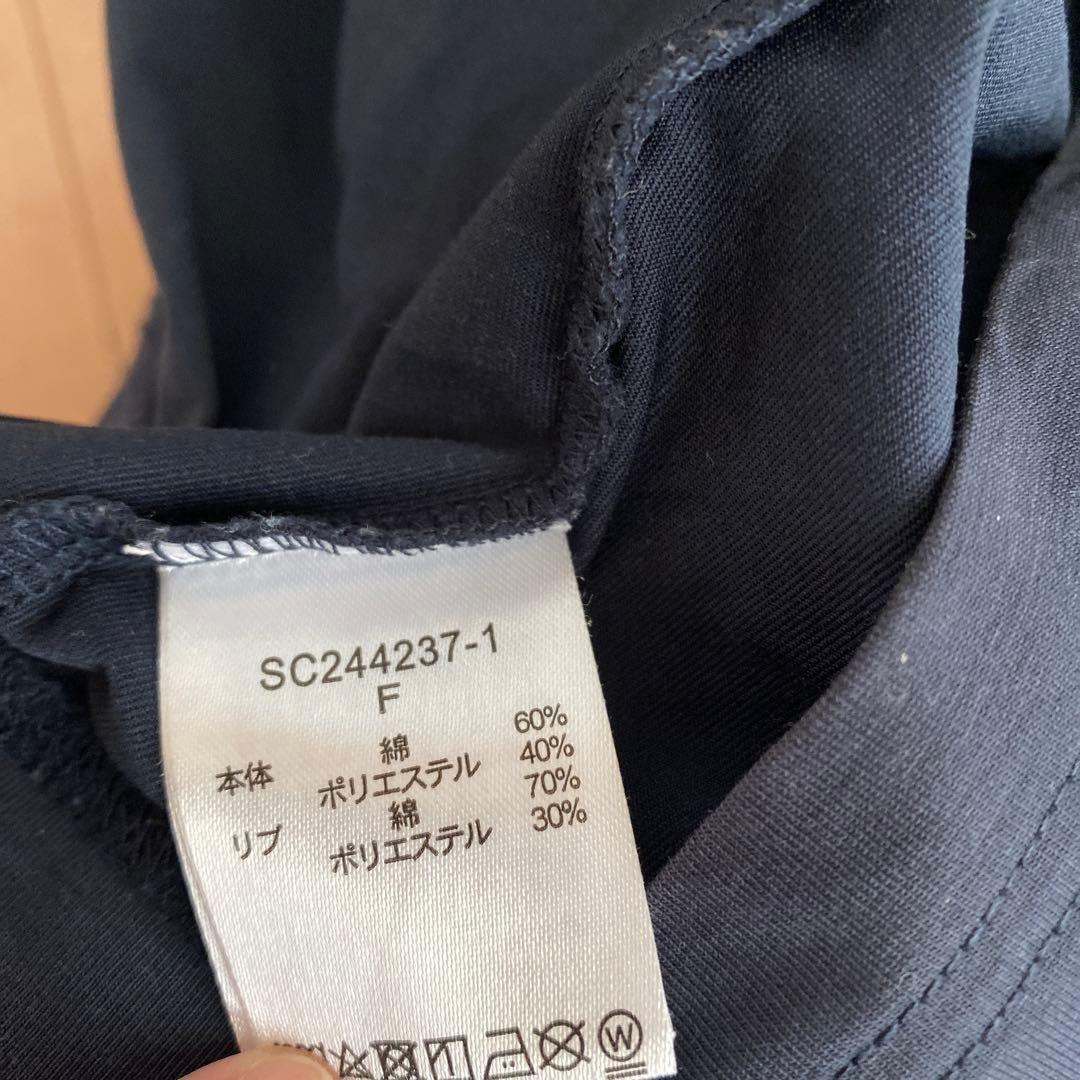 SC244237-1
F
本体 綿 60%
ポリエステル 40%
リブ 綿 70%
ポリエステル 30%
W